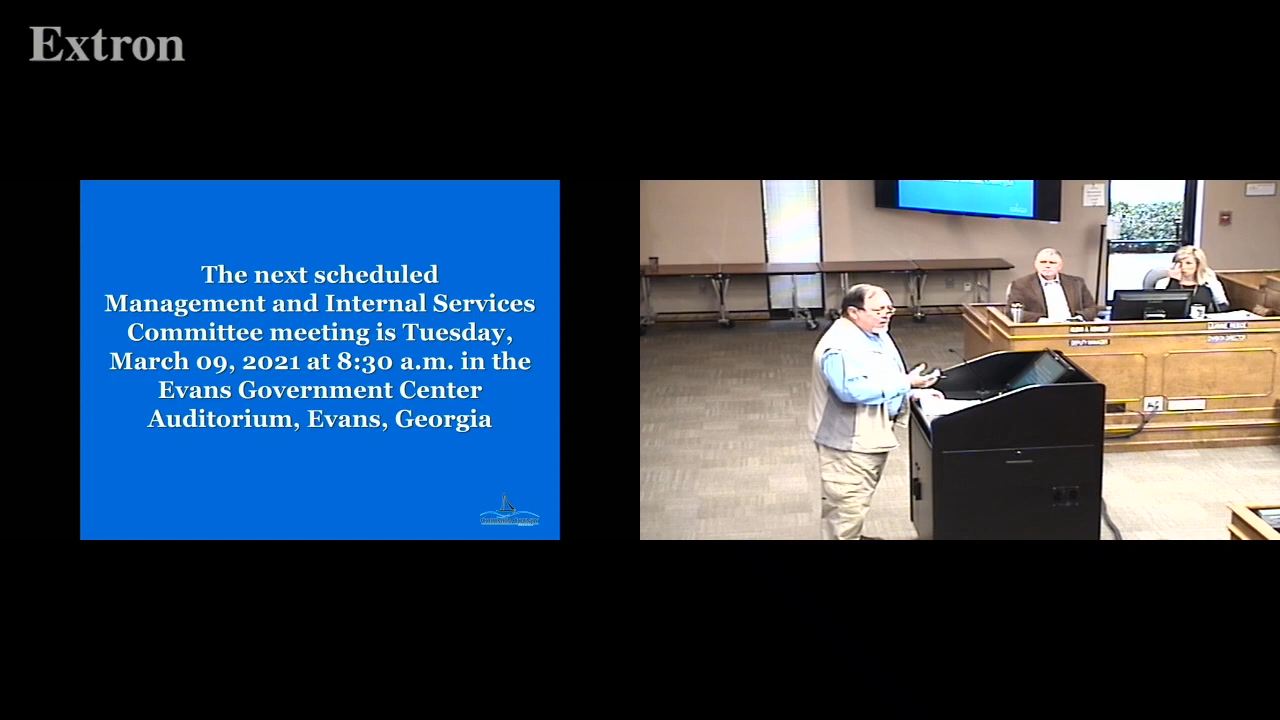 Extron
The next scheduled
Management and Internal Services
Committee meeting is Tuesday,
March 09, 2021 at 8:30 a.m. in the
Evans Government Center
Auditorium, Evans, Georgia